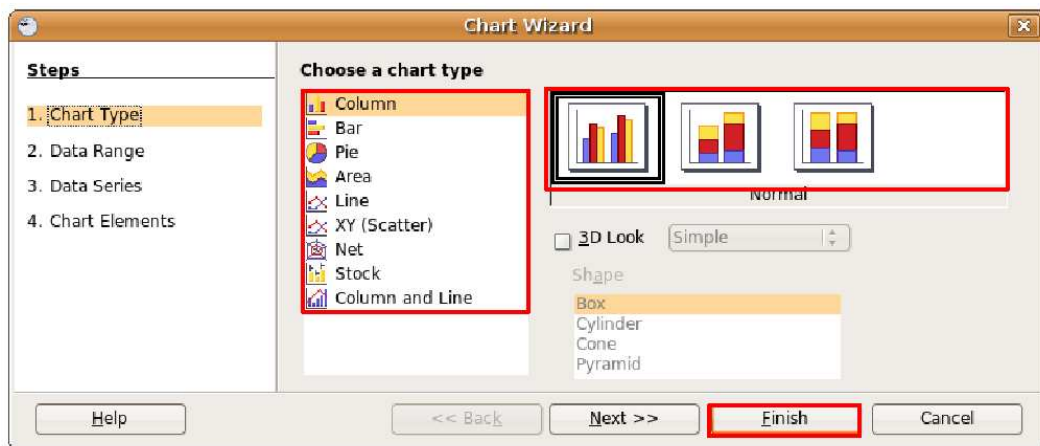 Chart Wizard
Steps
1. Chart Type
2. Data Range
3. Data Series
4. Chart Elements
Choose a chart type
Column
Bar
Pie
Area
Line
XY (Scatter)
Net
Stock
Column and Line
Normal
3D Look
Simple
Shape
Box
Cylinder
Cone
Pyramid
Help
<< Back
Next >>
Finish
Cancel